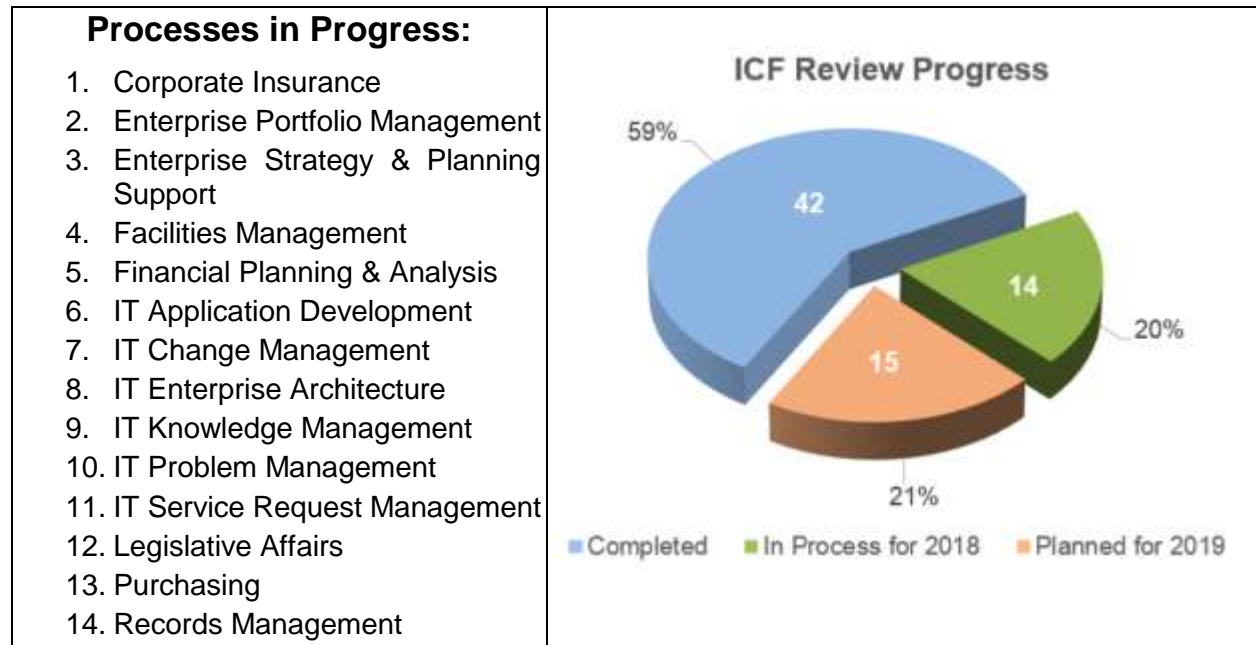 Processes in Progress:
1. Corporate Insurance
2. Enterprise Portfolio Management
3. Enterprise Strategy & Planning
Support
4. Facilities Management
5. Financial Planning & Analysis
6. IT Application Development
7. IT Change Management
8. IT Enterprise Architecture
9. IT Knowledge Management
10. IT Problem Management
11. IT Service Request Management
12. Legislative Affairs
13. Purchasing
14. Records Management
ICF Review Progress
59%
42
14
20%
15
21%
Completed In Process for 2018 Planned for 2019